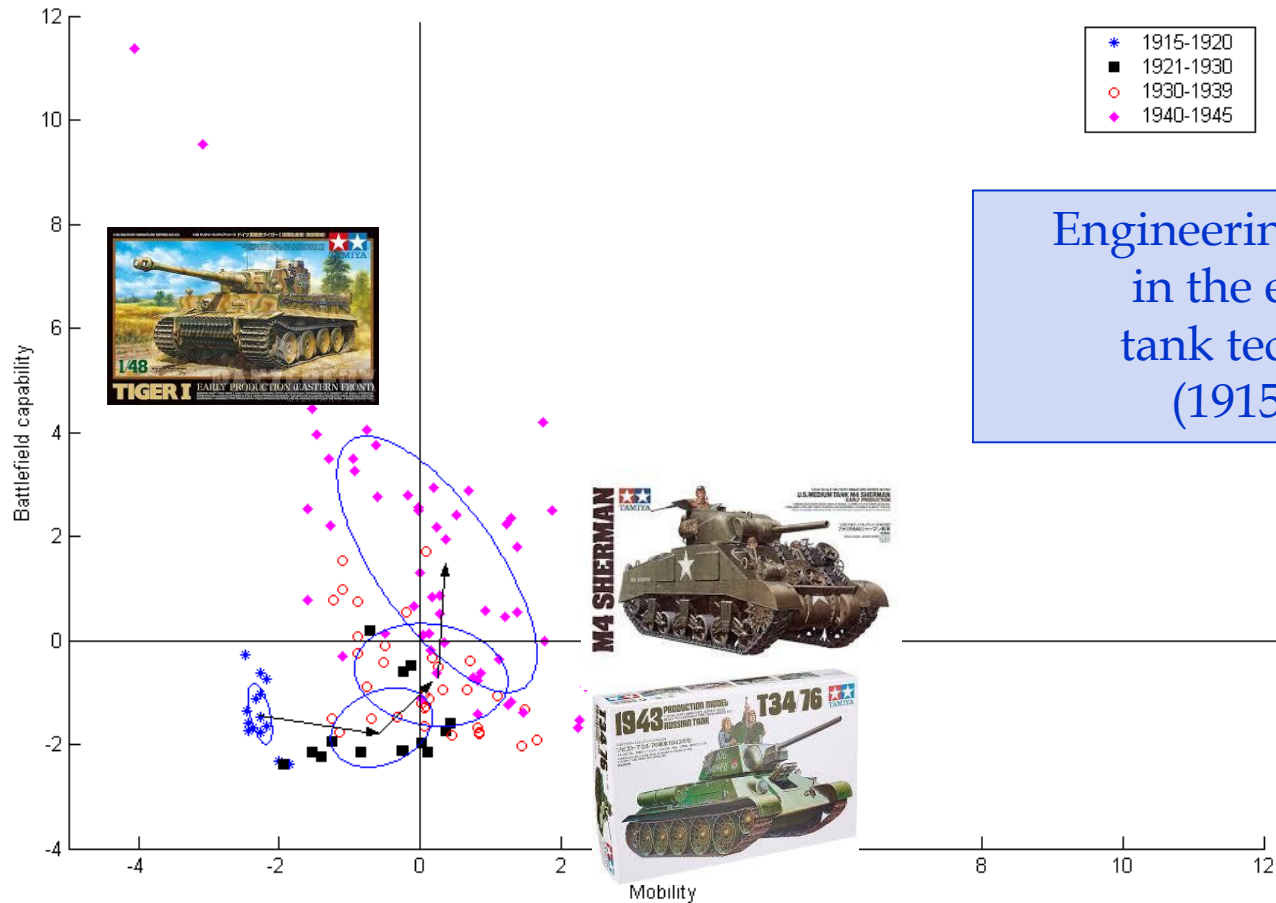 12
10
8
6
4
2
0
-2
-4
Battlefield capability
1915-1920
1921-1930
1930-1939
1940-1945
Engineerin
in the e
tank tec
(1915
TAMIYA
1/48
TIGER I EARLY PRODUCTION (EASTERN FRONT)
TAMIYA
U.S. MEDIUM TANK M4 SHERMAN
EARLY PRODUCTION
M4 SHERMAN
1943 PRODUCTION MODEL
RUSSIAN TANK
T34/76
TAMIYA
-4
-2
0
2
8
10
12
Mobility